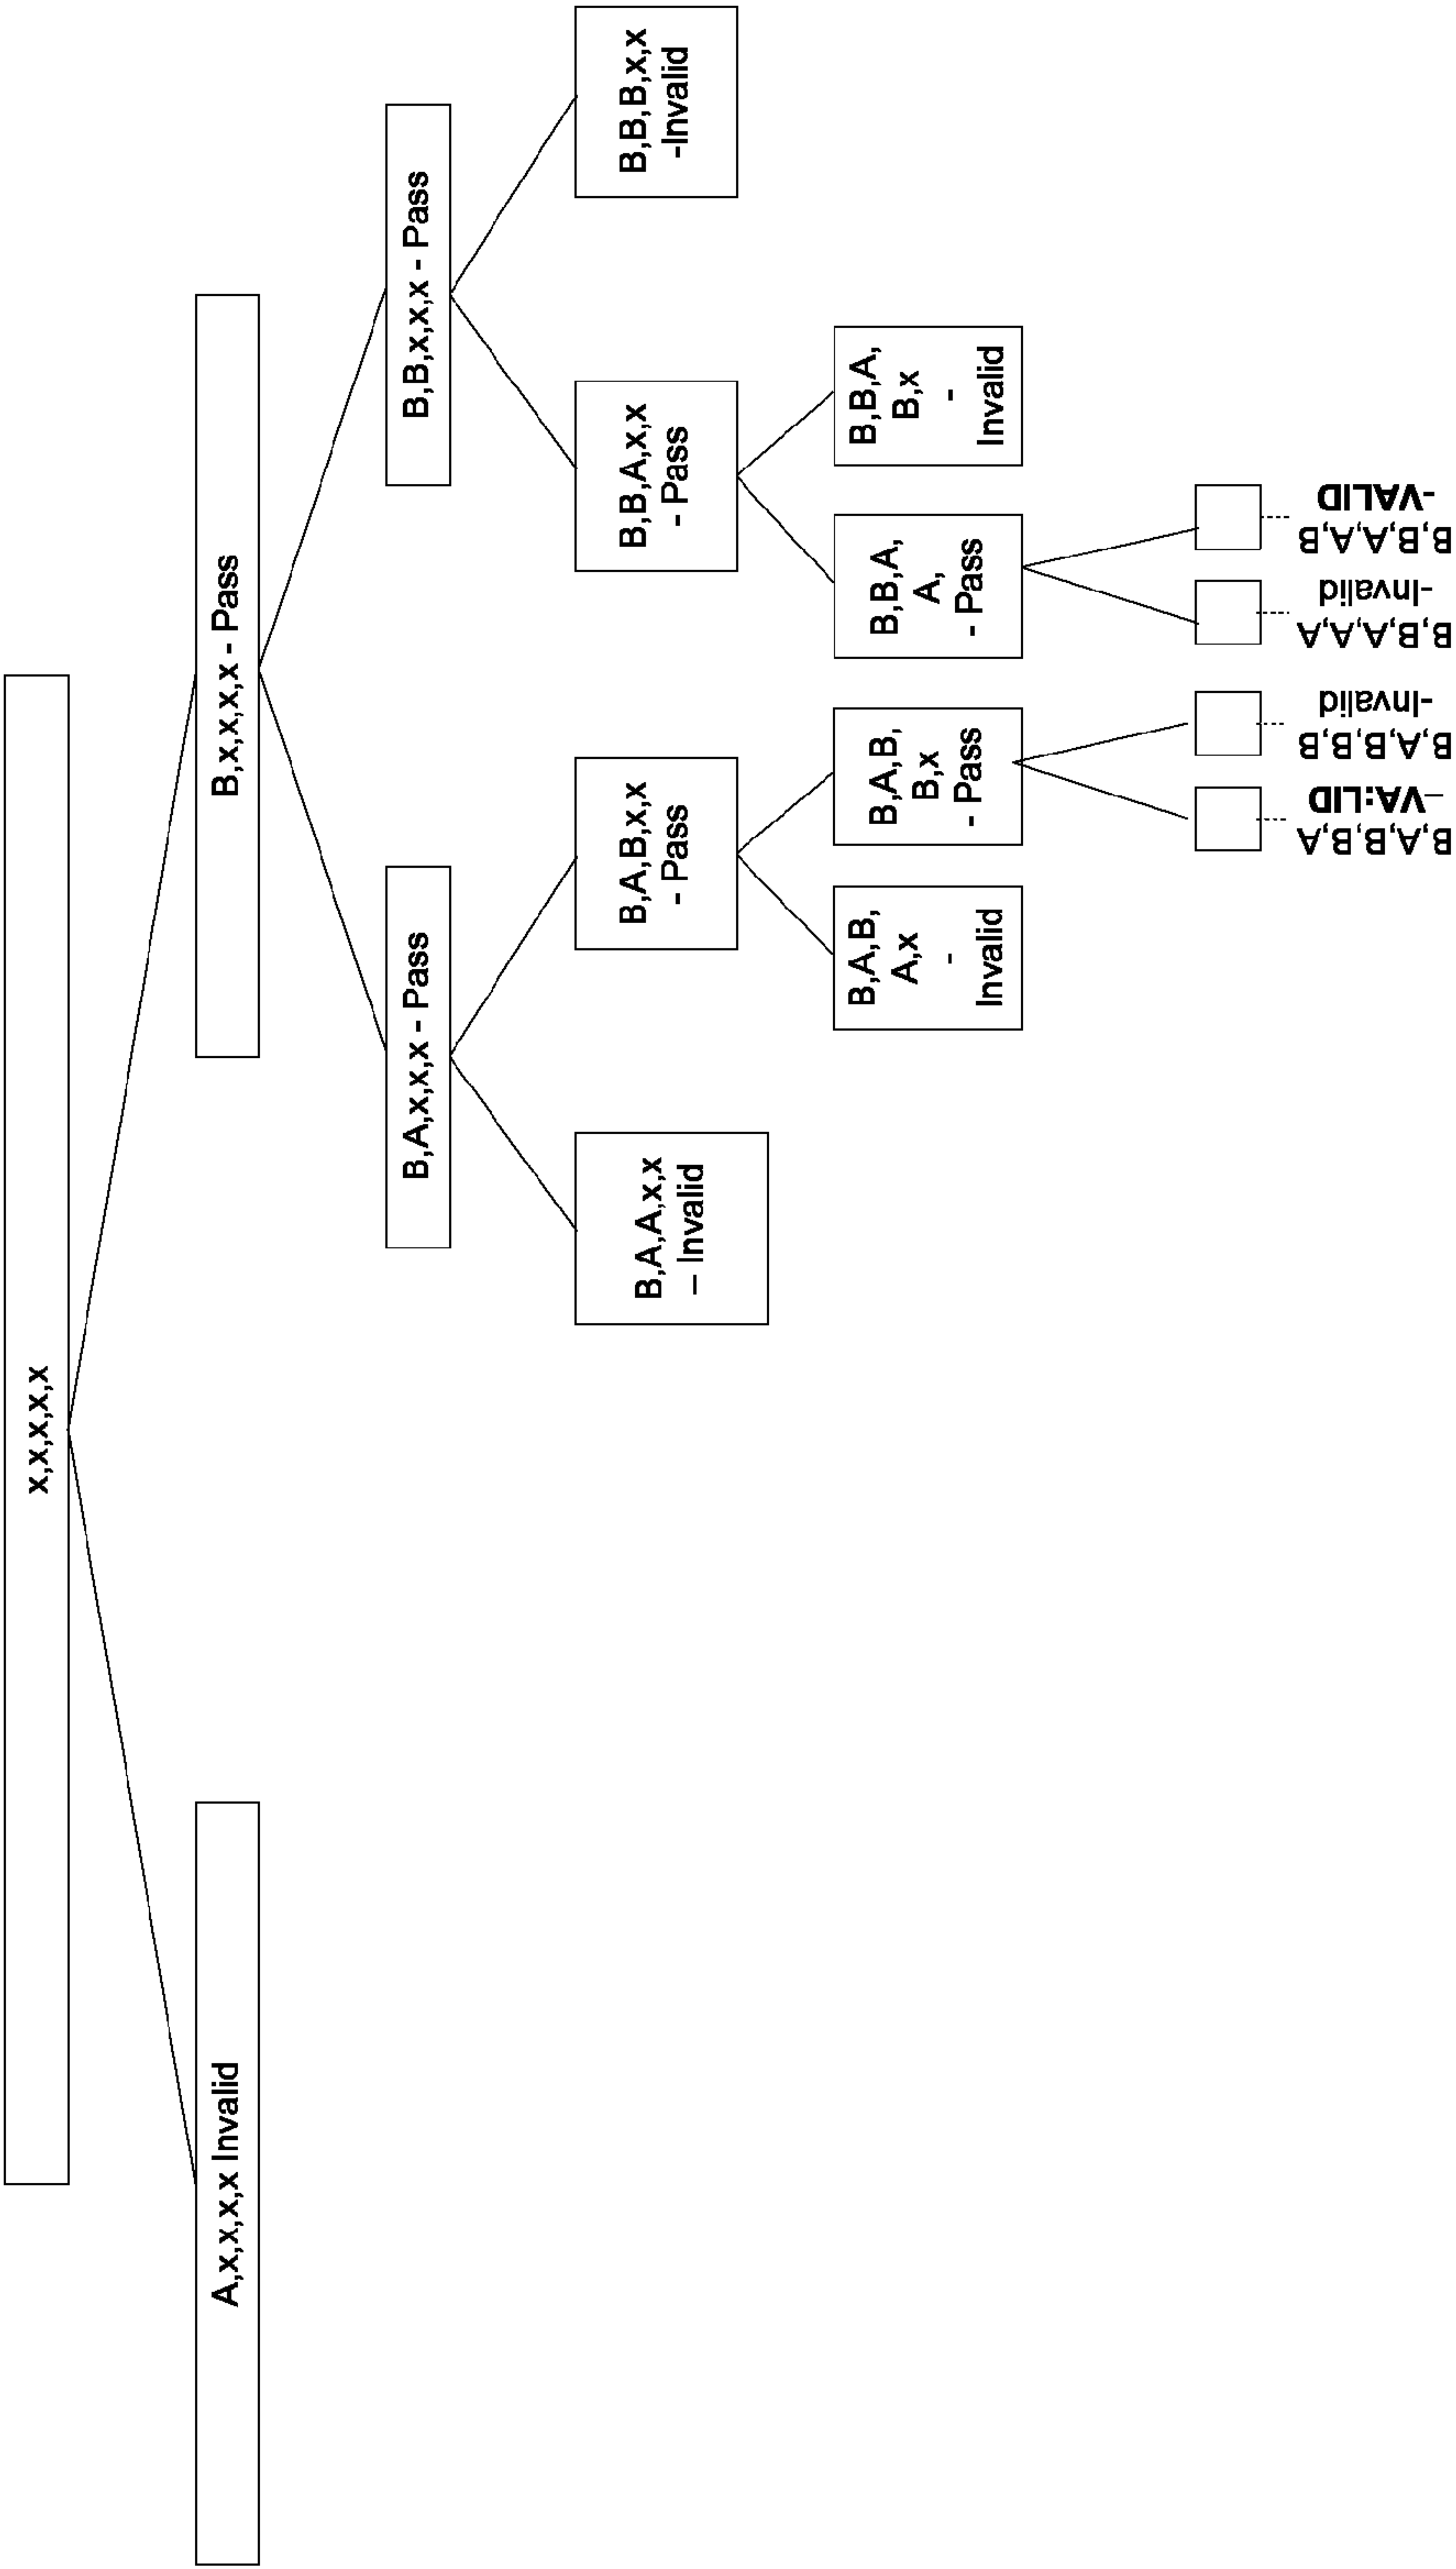 x,x,x,x,x
A,x,x,x,x Invalid
B,x,x,x,x - Pass
B,A,x,x,x - Pass
B,B,x,x,x - Pass
B,A,A,x,x
– Invalid
B,A,B,x,x
- Pass
B,B,A,x,x
- Pass
B,B,B,x,x
-Invalid
B,A,B,
A,x
-
Invalid
B,A,B,
B,x
- Pass
B,B,A,
A,
- Pass
B,B,A,
B,x
-
Invalid
B,A,B,B,A
–VA:LID
B,A,B,B,B
-Invalid
B,B,A,A,A
-Invalid
B,B,A,A,B
-VALID